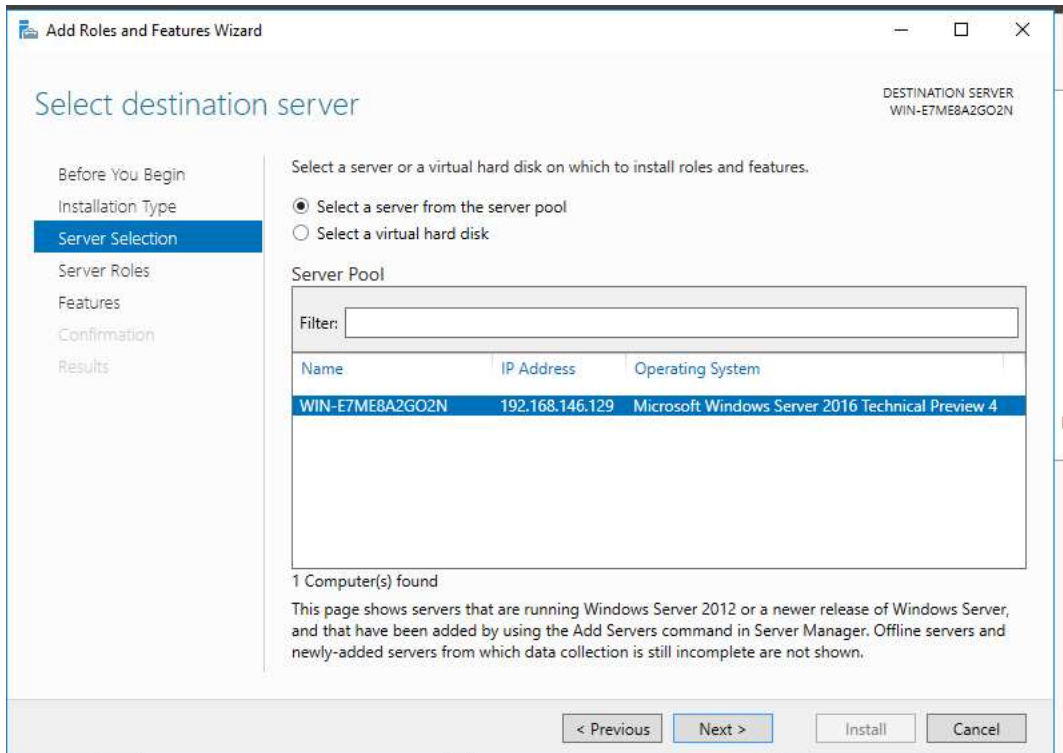 Add Roles and Features Wizard
Select destination server
DESTINATION SERVER
WIN-E7ME8A2GO2N
Before You Begin
Installation Type
Server Selection
Server Roles
Features
Confirmation
Results
Select a server or a virtual hard disk on which to install roles and features.
Select a server from the server pool
Select a virtual hard disk
Server Pool
Filter:
Name IP Address Operating System
WIN-E7ME8A2GO2N 192.168.146.129 Microsoft Windows Server 2016 Technical Preview 4
1 Computer(s) found
This page shows servers that are running Windows Server 2012 or a newer release of Windows Server,
and that have been added by using the Add Servers command in Server Manager. Offline servers and
newly-added servers from which data collection is still incomplete are not shown.
< Previous Next > Install Cancel